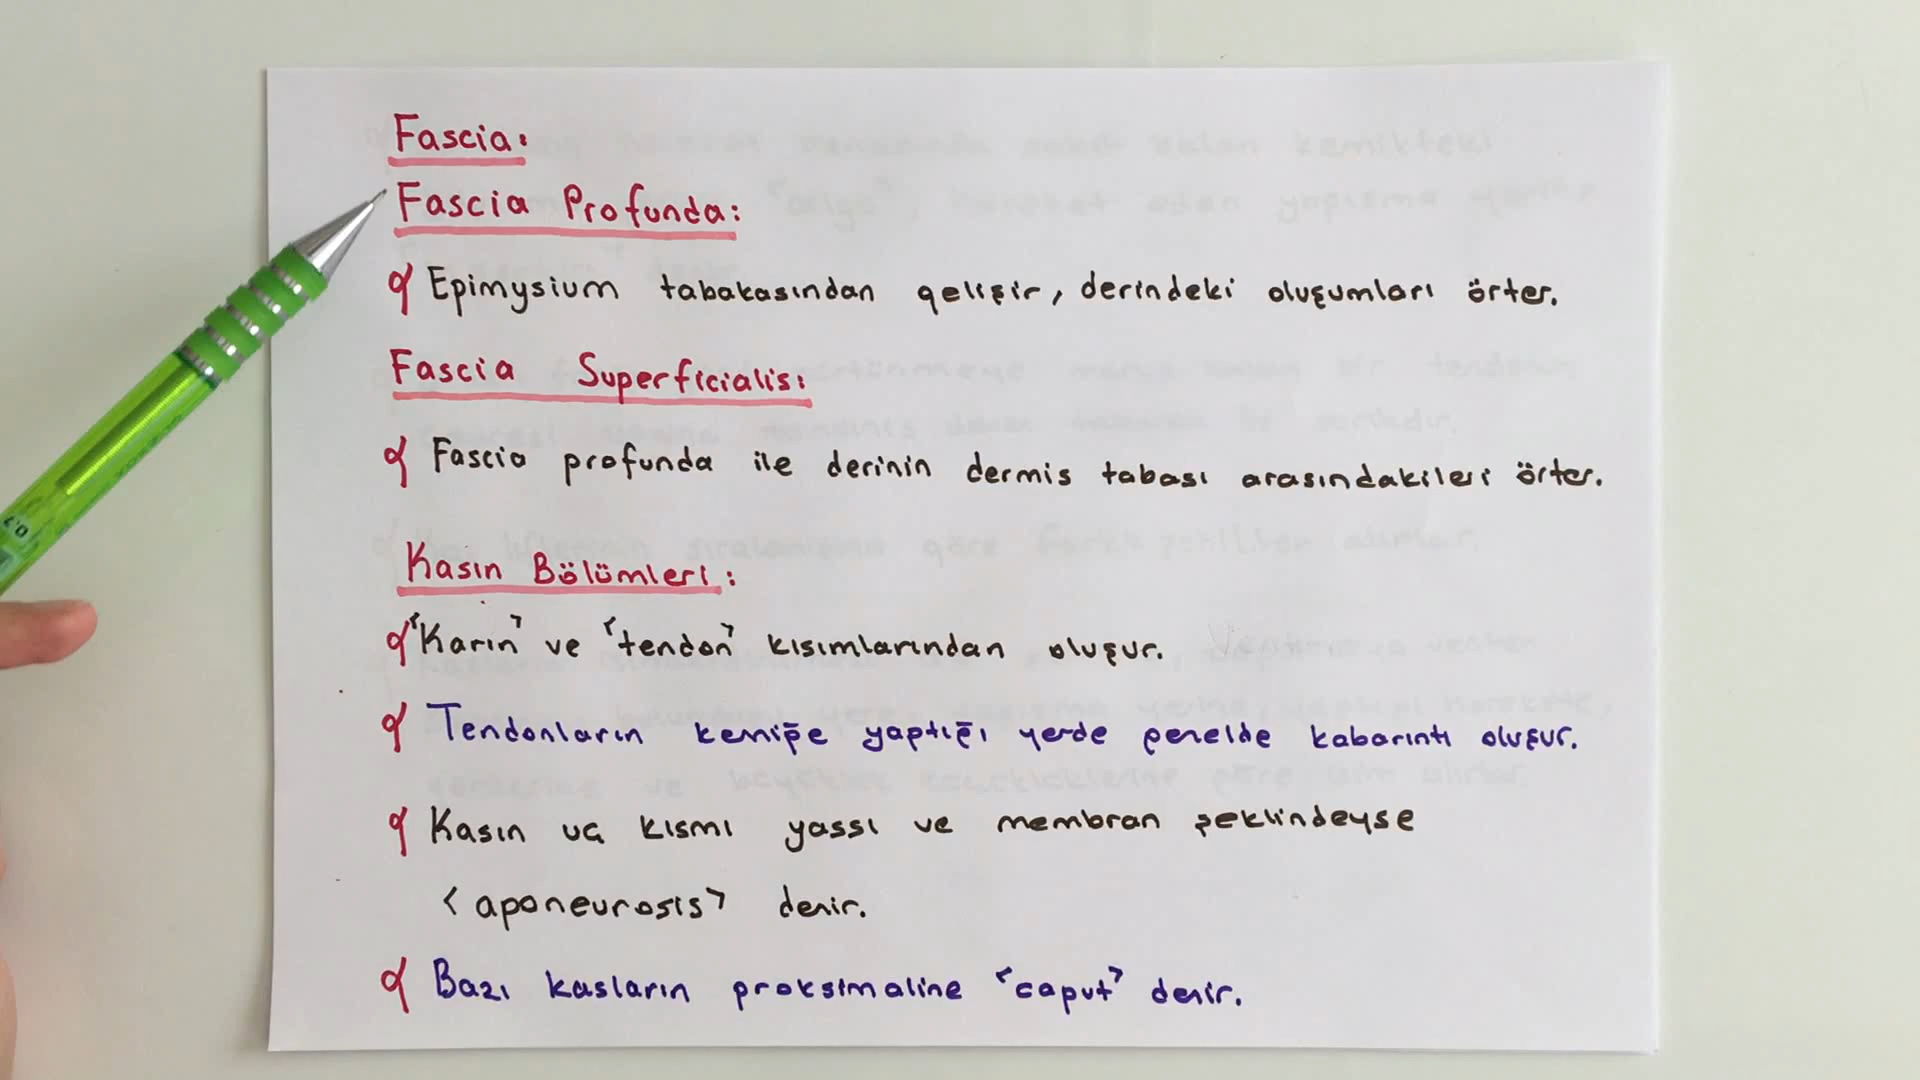 Fascia:
Fascia Profunda:
Epimysium tabakasından gelişir, derindeki oluşumları örter.
Fascia Superficialis:
Fascia profunda ile derinin dermis tabası arasındakileri örter.
Kasın Bölümleri:
"Karın" ve "tendon" kısımlarından oluşur.
Tendonların kemiğe yaptığı yerde genelde kabarıntı oluşur.
Kasın uç kısmı yassı ve membran şeklindeyse
<aponeurosis> denir.
Bazı kasların proksimaline "caput" denir.
0.7